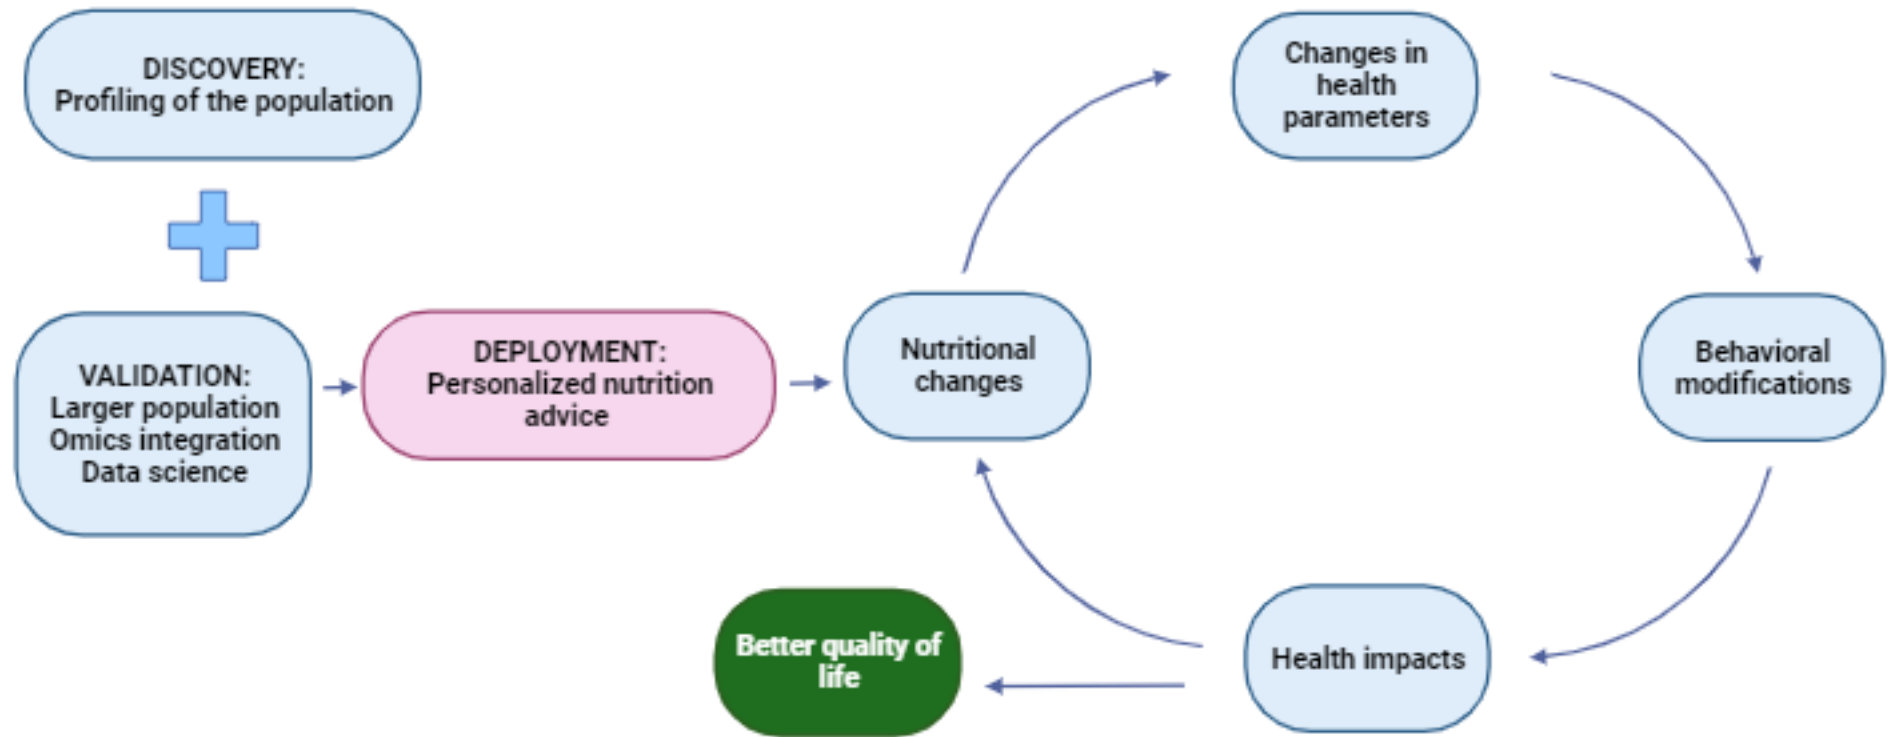 DISCOVERY:
Profiling of the population
VALIDATION:
Larger population
Omics integration
Data science
DEPLOYMENT:
Personalized nutrition
advice
Nutritional
changes
Changes in
health
parameters
Behavioral
modifications
Health impacts
Better quality of
life